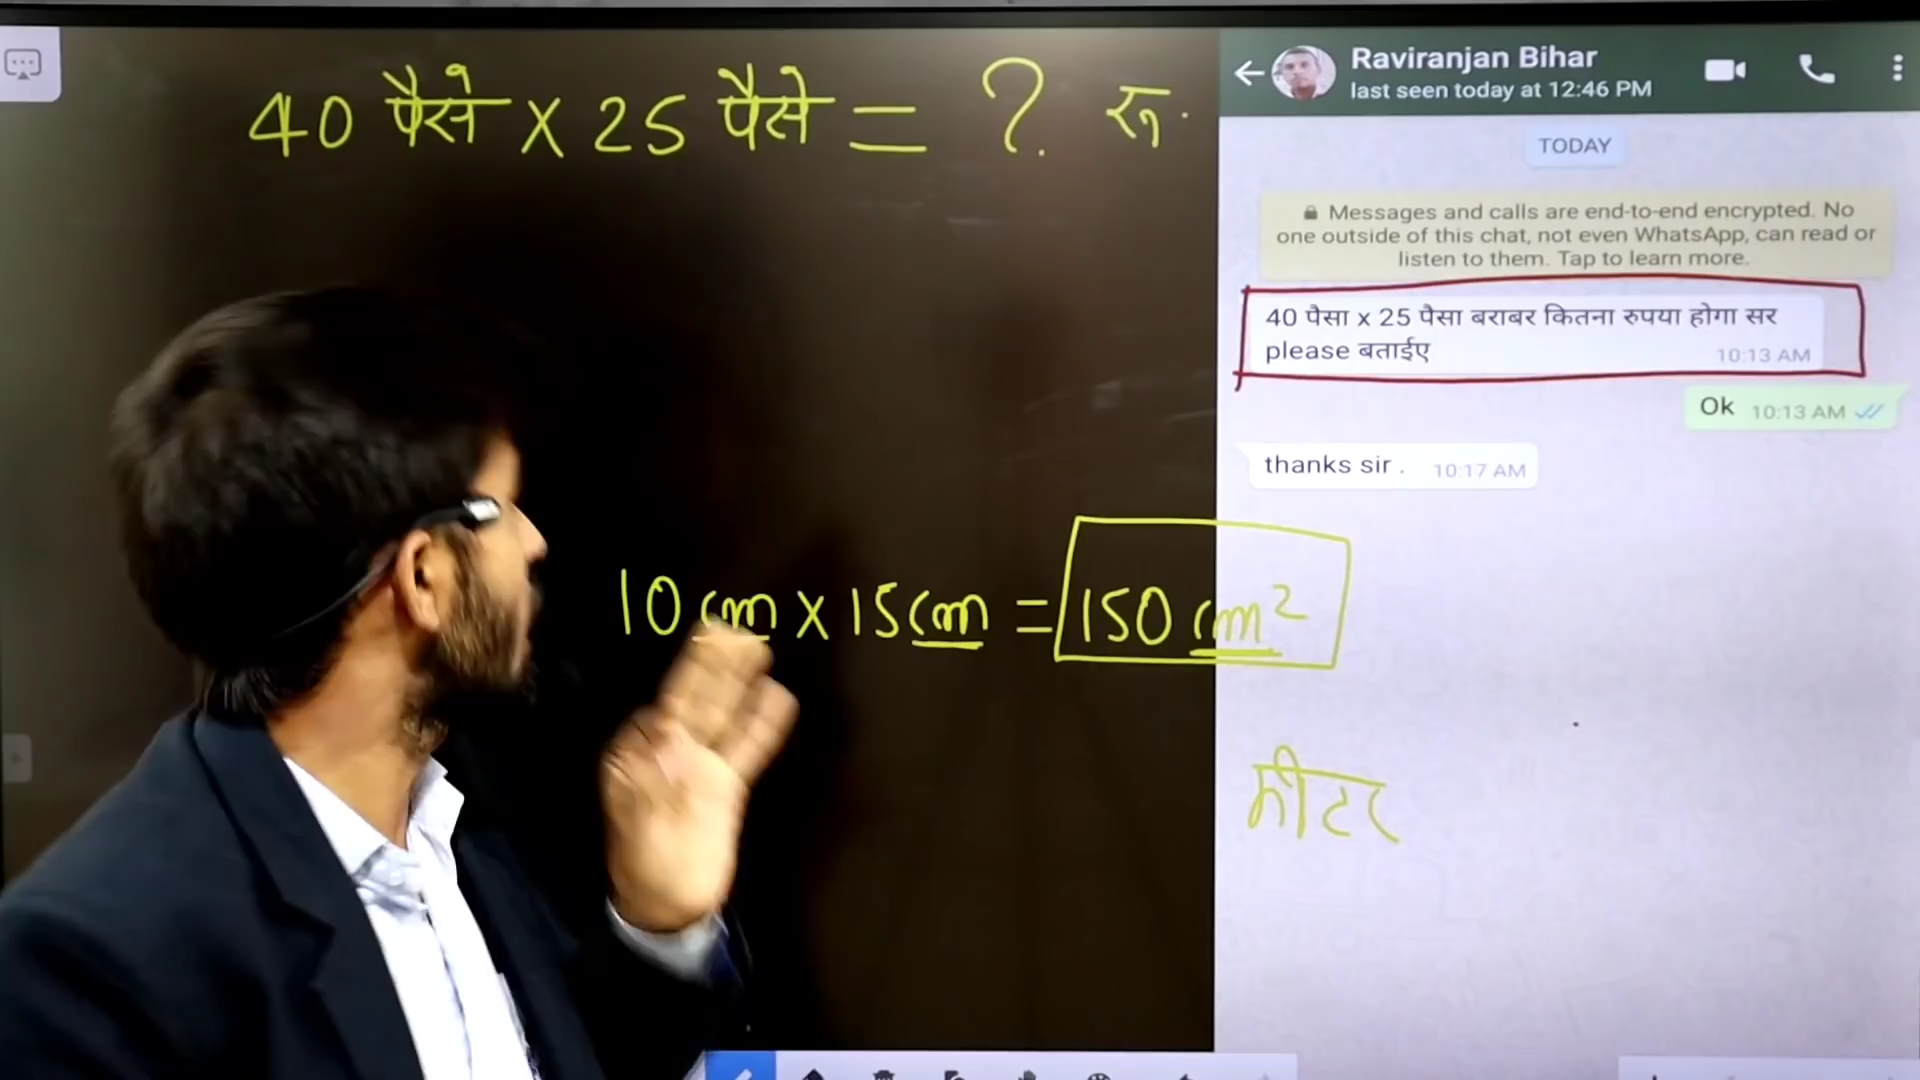 40 पैसे x 25 पैसे = ? रू.
Raviranjan Bihar
last seen today at 12:46 PM
TODAY
Messages and calls are end-to-end encrypted. No
one outside of this chat, not even WhatsApp, can read or
listen to them. Tap to learn more.
40 पैसा x 25 पैसा बराबर कितना रुपया होगा सर
please बताईए
10:13 AM
Ok 10:13 AM
thanks sir . 10:17 AM
10 cm x 15 cm = 150 cm²
मीटर